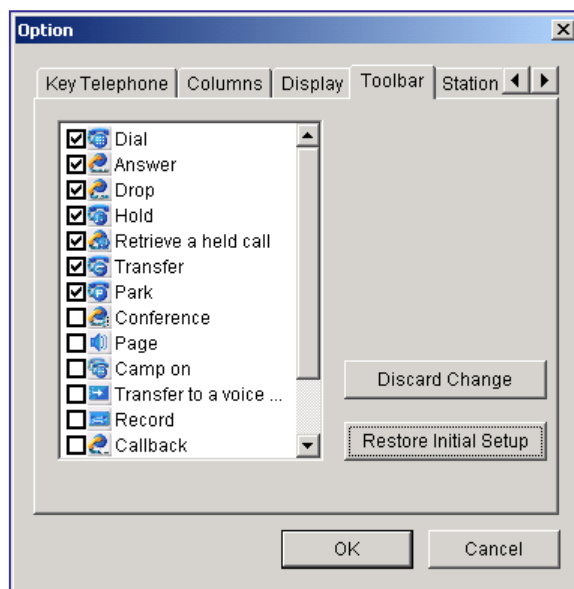 Option
Key Telephone Columns Display Toolbar Station
Dial
Answer
Drop
Hold
Retrieve a held call
Transfer
Park
Conference
Page
Camp on
Transfer to a voice ...
Record
Callback
Discard Change
Restore Initial Setup
OK Cancel